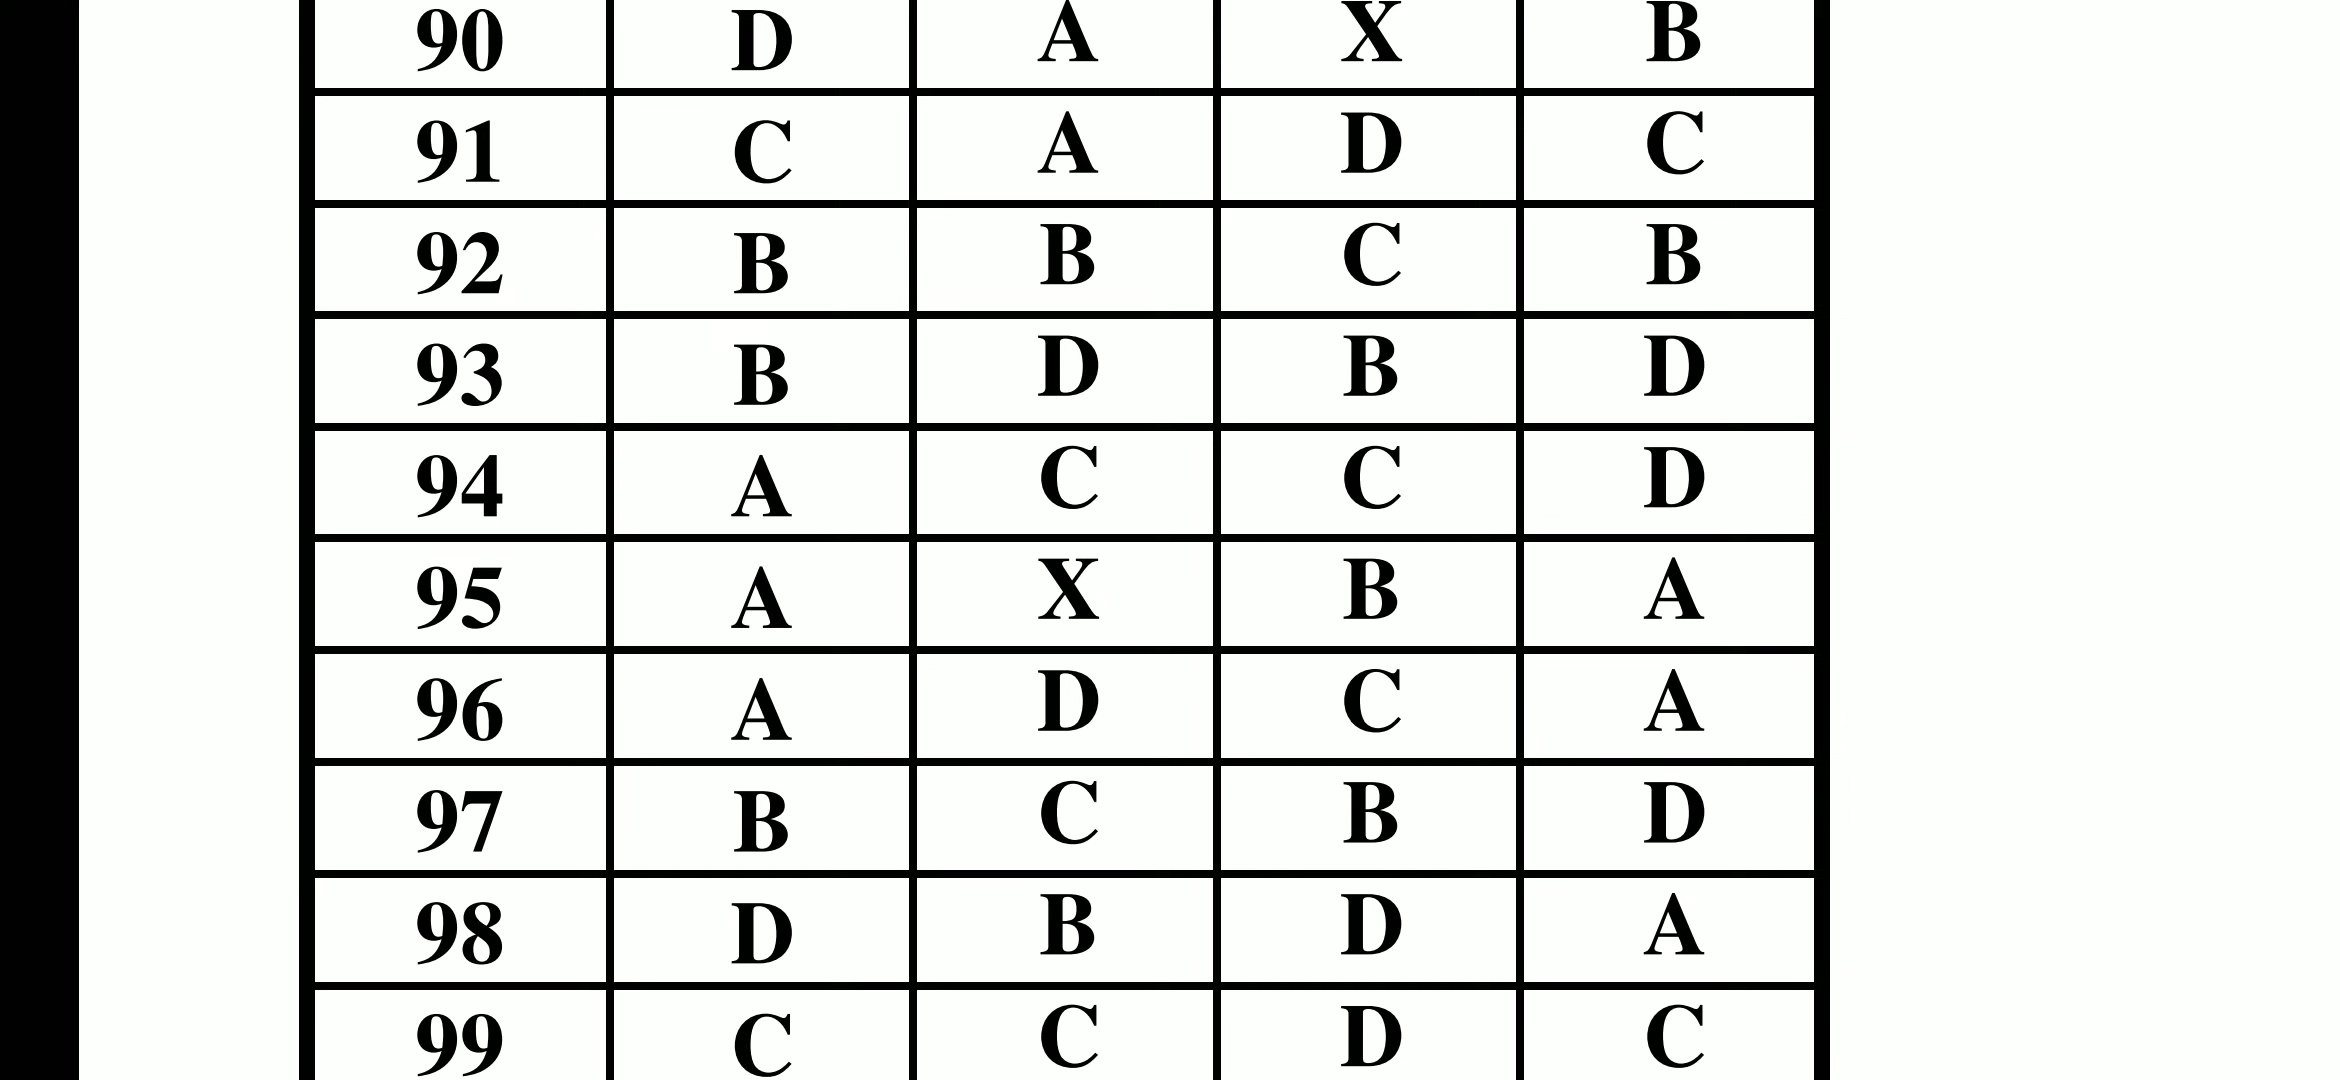 90 D A X B
91 C A D C
92 B B C B
93 B D B D
94 A C C D
95 A X B A
96 A D C A
97 B C B D
98 D B D A
99 C C D C